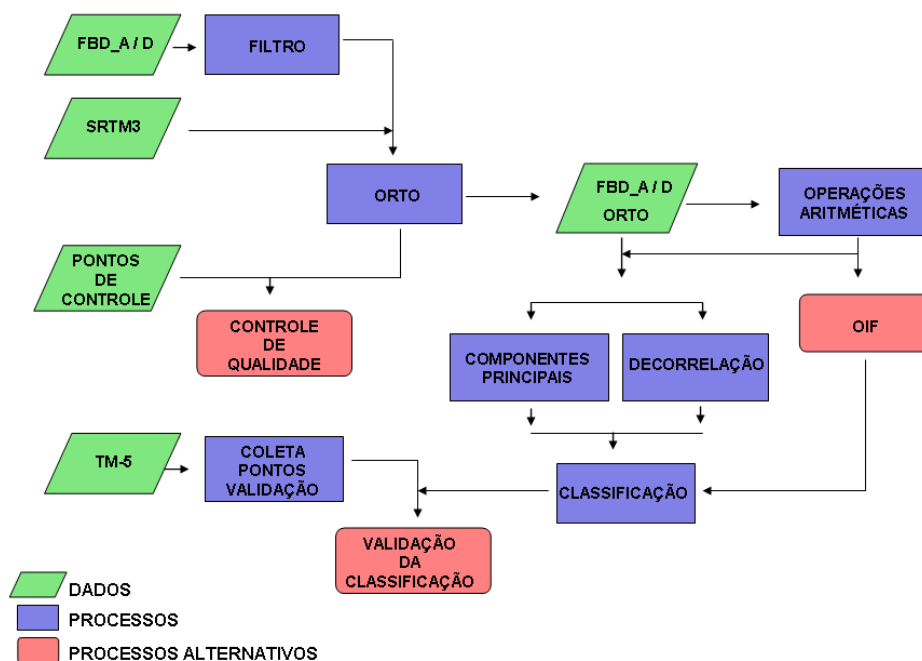 FBD_A / D
FILTRO
SRTM3
ORTO
FBD_A / D
ORTO
OPERAÇÕES
ARITMÉTICAS
PONTOS
DE
CONTROLE
CONTROLE
DE
QUALIDADE
COMPONENTES
PRINCIPAIS
DECORRELAÇÃO
OIF
TM-5
COLETA
PONTOS
VALIDAÇÃO
CLASSIFICAÇÃO
VALIDAÇÃO
DA
CLASSIFICAÇÃO
DADOS
PROCESSOS
PROCESSOS ALTERNATIVOS